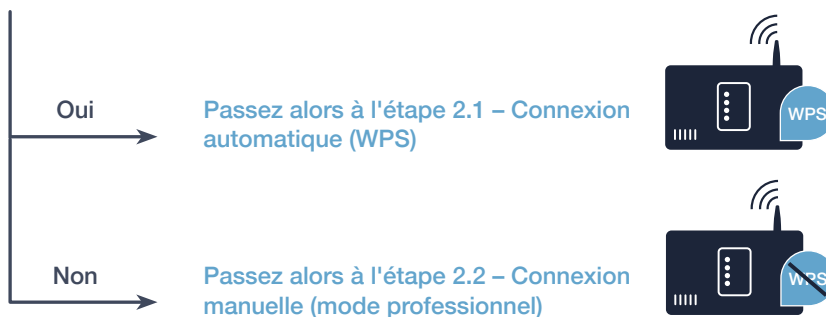 Oui
Passez alors à l'étape 2.1 – Connexion
automatique (WPS)
WPS
Non
Passez alors à l'étape 2.2 – Connexion
manuelle (mode professionnel)
WPS